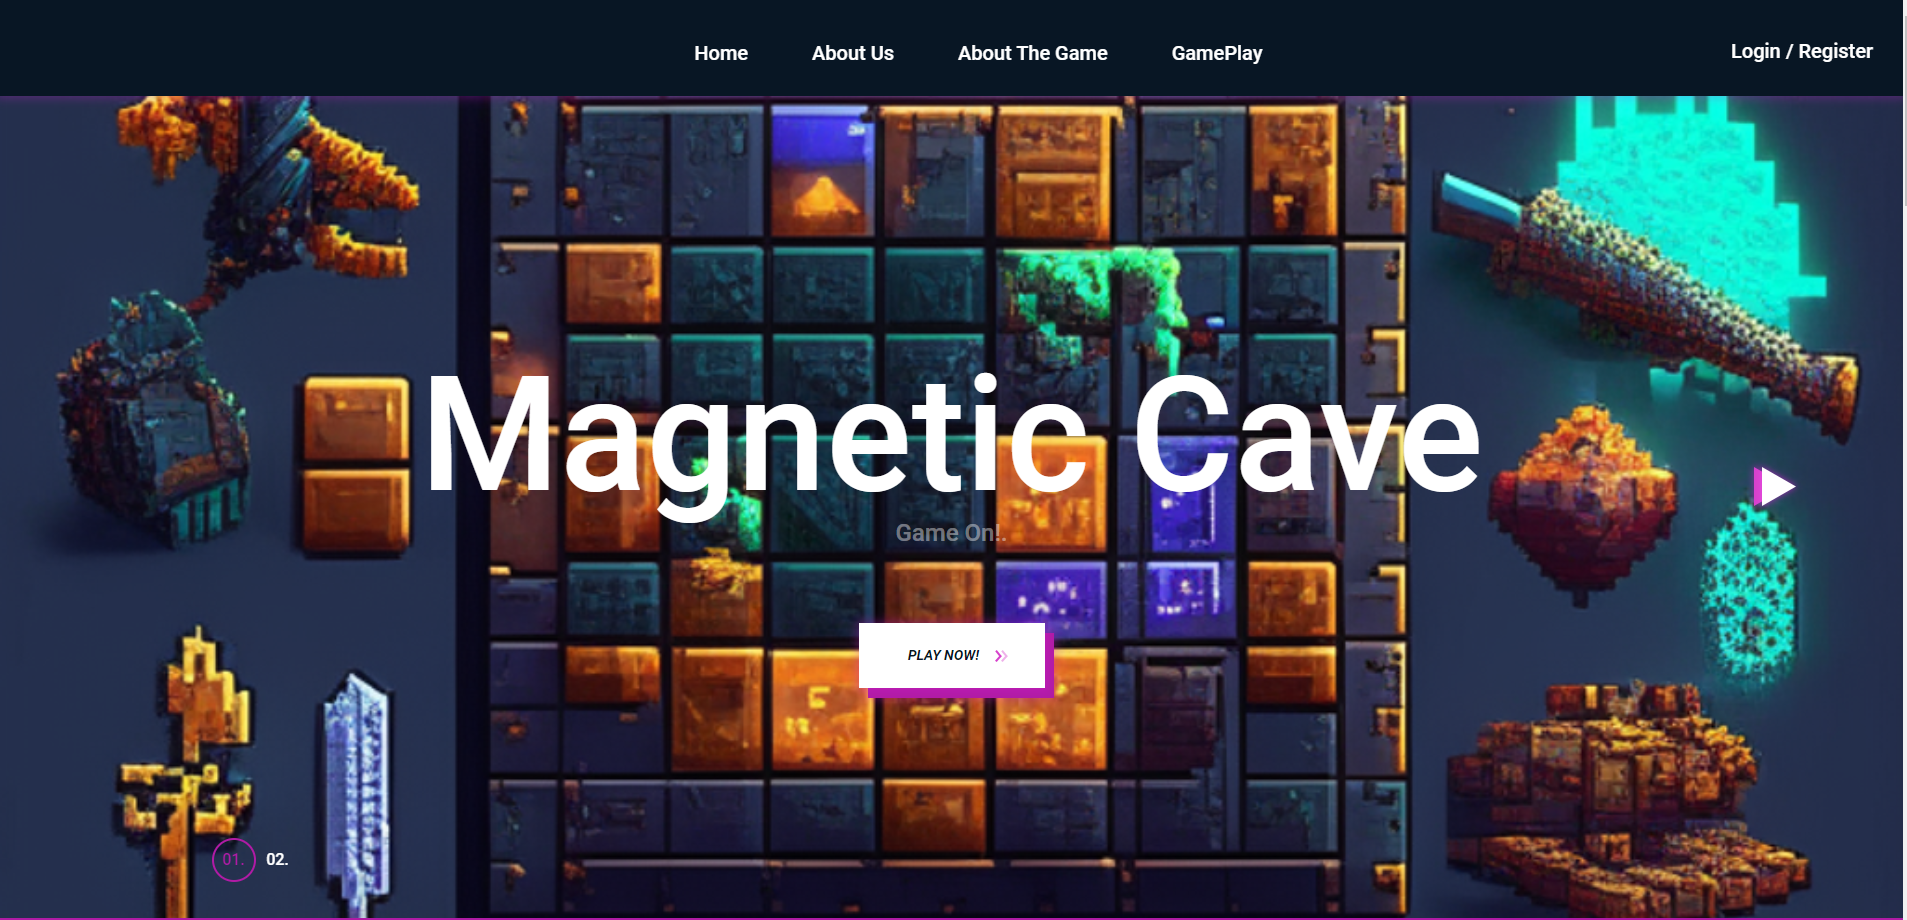 Home About Us About The Game GamePlay Login / Register
Magnetic Cave
Game On!.
PLAY NOW!
01. 02.